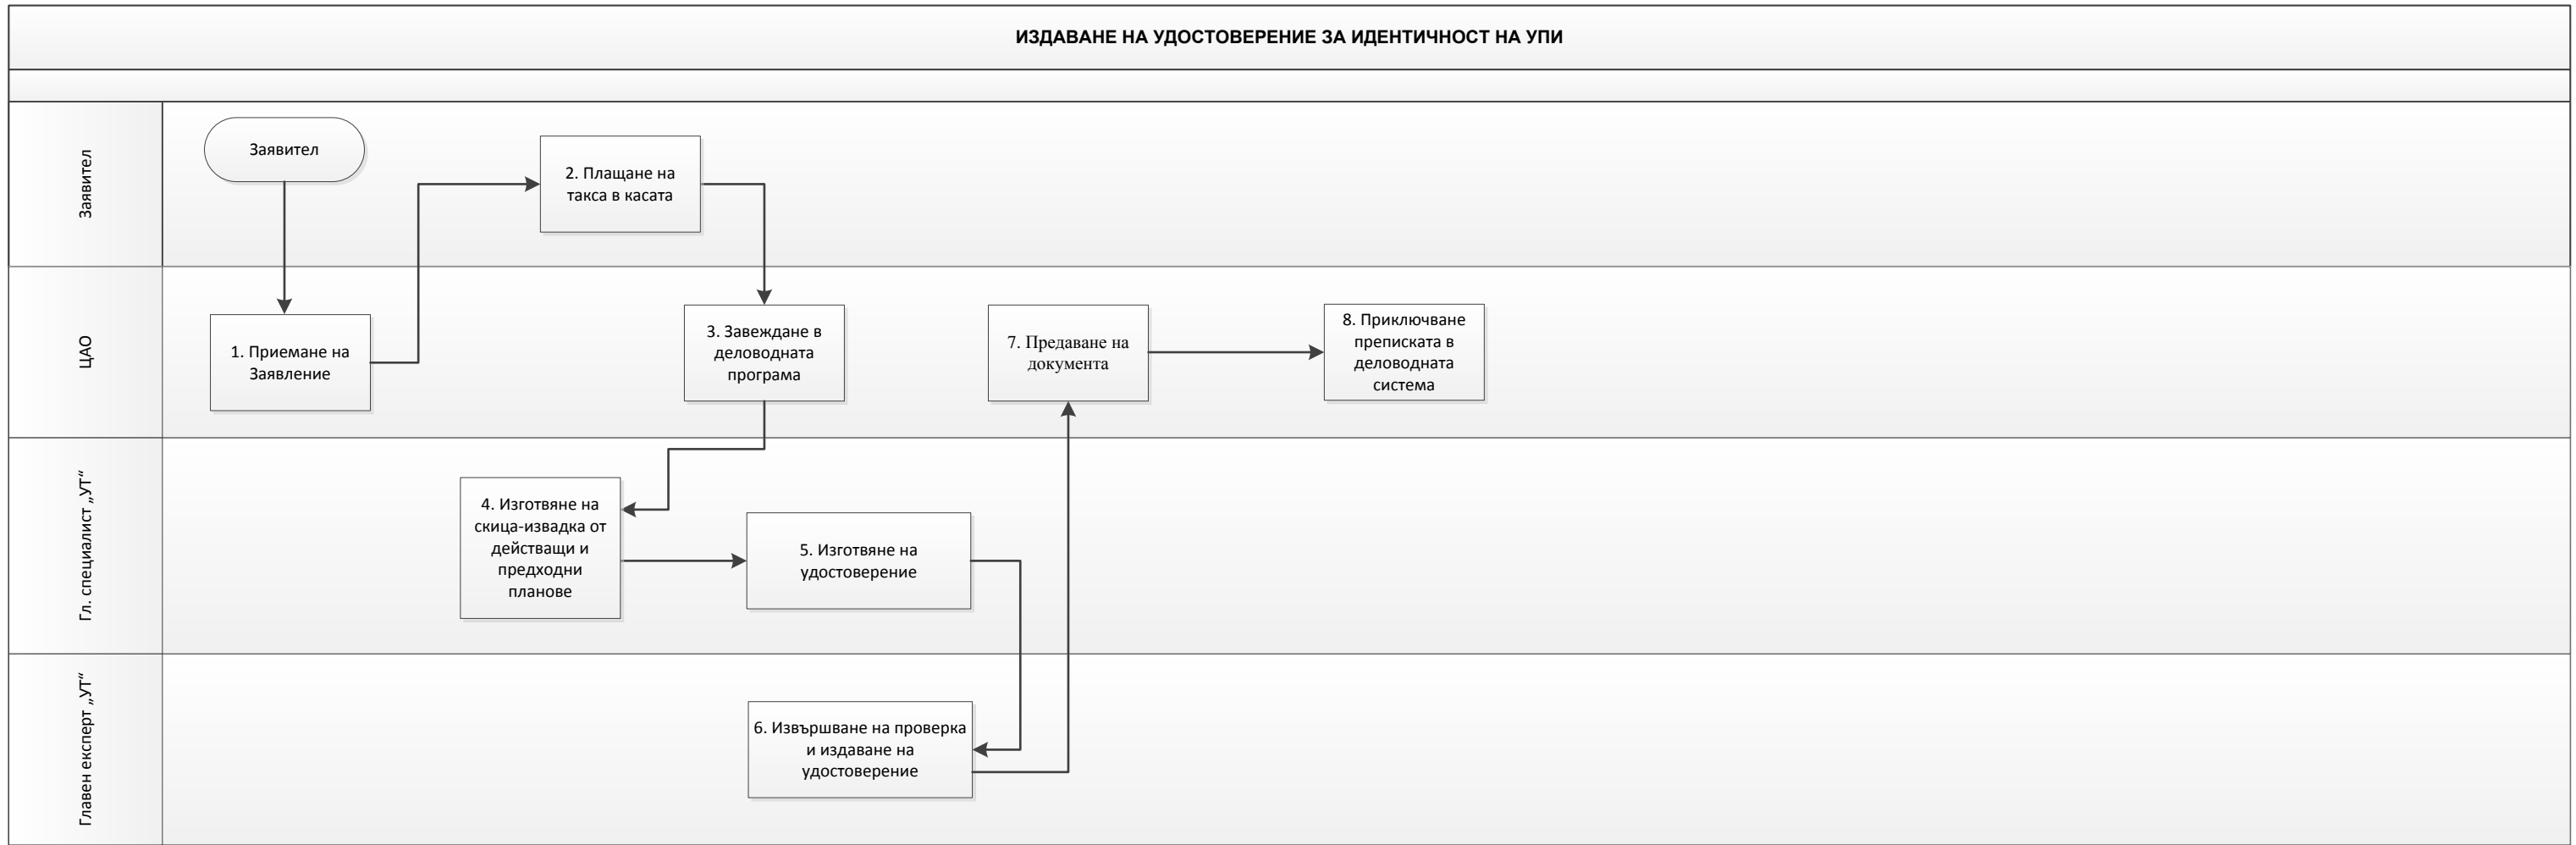 ИЗДАВАНЕ НА УДОСТОВЕРЕНИЕ ЗА ИДЕНТИЧНОСТ НА УПИ
Заявител
Заявител
2. Плащане на
такса в касата
ЦАО
1. Приемане на
Заявление
3. Завеждане в
деловодната
програма
7. Предаване на
документа
8. Приключване
преписката в
деловодната
система
Гл. специалист „УТ“
4. Изготвяне на
скица-извадка от
действащи и
предходни
планове
5. Изготвяне на
удостоверение
Главен експерт „УТ“
6. Извършване на проверка
и издаване на
удостоверение